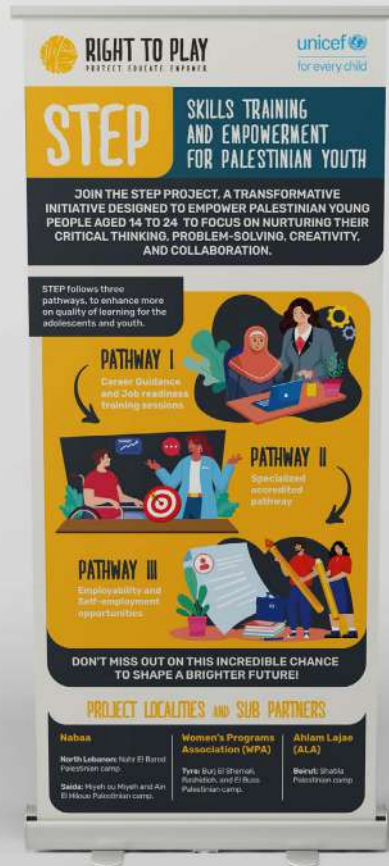 RIGHT TO PLAY
PROTECT EDUCATE EMPOWER
unicef
for every child
STEP
SKILLS TRAINING
AND EMPOWERMENT
FOR PALESTINIAN YOUTH
JOIN THE STEP PROJECT, A TRANSFORMATIVE
INITIATIVE DESIGNED TO EMPOWER PALESTINIAN YOUNG
PEOPLE AGED 14 TO 24 TO FOCUS ON NURTURING THEIR
CRITICAL THINKING, PROBLEM-SOLVING, CREATIVITY,
AND COLLABORATION.
STEP follows three
pathways, to enhance more
on quality of learning for the
adolescents and youth.
PATHWAY I
Career Guidance
and Job readiness
training sessions
PATHWAY II
Specialized
accredited
pathway
PATHWAY III
Employability and
Self-employment
opportunities
DON'T MISS OUT ON THIS INCREDIBLE CHANCE
TO SHAPE A BRIGHTER FUTURE!
PROJECT LOCALITIES AND SUB PARTNERS
Nabaa
North Lebanon: Nahr El Bared
Palestinian camp
Saida: Miyeh ou Miyeh and Ain
El Hiloue Palestinian camp.
Women's Programs
Association (WPA)
Tyre: Burj El Shemali,
Rashidieh, and El Buss
Palestinian camp.
Ahlam Lajae
(ALA)
Beirut: Shatila
Palestinian camp